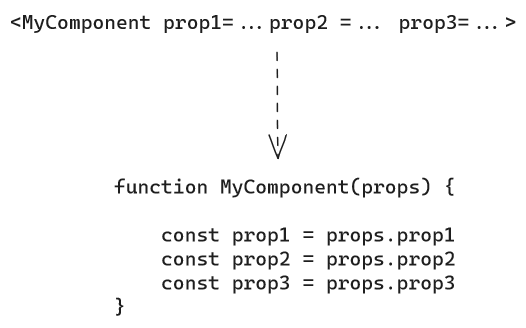 <MyComponent prop1= ... prop2 = ... prop3= ... >
function MyComponent(props) {
const prop1 = props.prop1
const prop2 = props.prop2
const prop3 = props.prop3
}